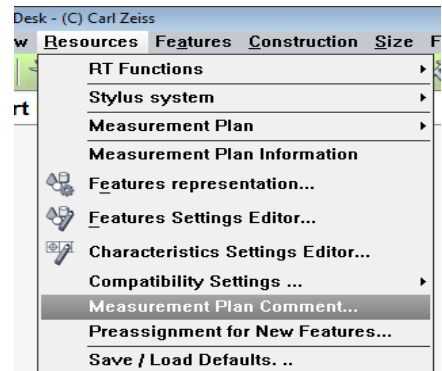 Desk - (C) Carl Zeiss
w Resources Features Construction Size F
RT Functions
rt
Stylus system
Measurement Plan
Measurement Plan Information
Features representation...
Features Settings Editor...
Characteristics Settings Editor...
Compatibility Settings ...
Measurement Plan Comment...
Preassignment for New Features...
Save / Load Defaults. ..